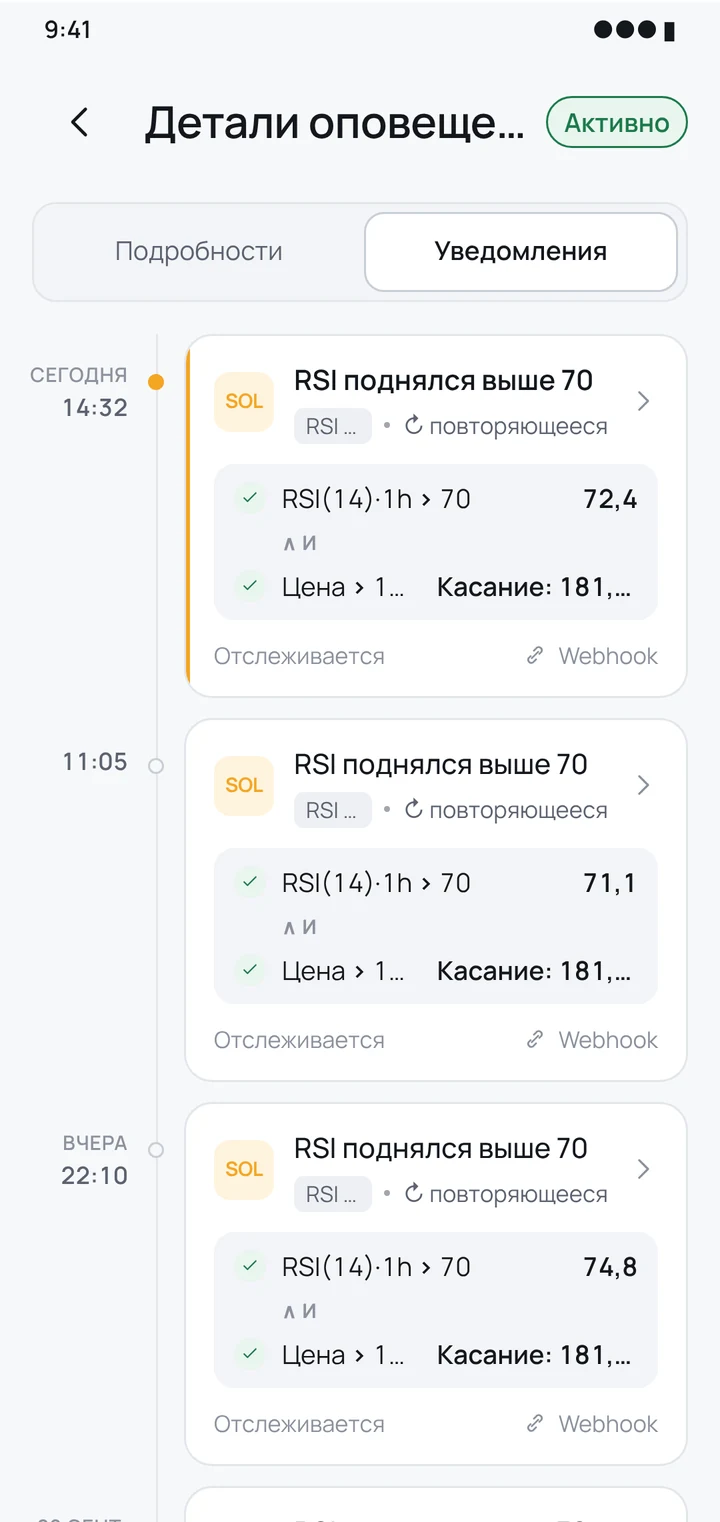 9:41
Детали оповеще...
Активно
Подробности
Уведомления
СЕГОДНЯ
14:32
SOL
RSI поднялся выше 70
RSI ...
• повторяющееся
RSI(14)·1h > 70
72,4
∧ И
Цена > 1...
Касание: 181,...
Отслеживается
Webhook
11:05
SOL
RSI поднялся выше 70
RSI ...
• повторяющееся
RSI(14)·1h > 70
71,1
∧ И
Цена > 1...
Касание: 181,...
Отслеживается
Webhook
ВЧЕРА
22:10
SOL
RSI поднялся выше 70
RSI ...
• повторяющееся
RSI(14)·1h > 70
74,8
∧ И
Цена > 1...
Касание: 181,...
Отслеживается
Webhook